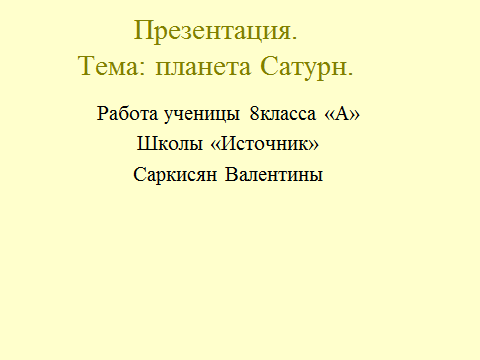 Презентация.
Тема: планета Сатурн.
Работа ученицы 8класса «А»
Школы «Источник»
Саркисян Валентины